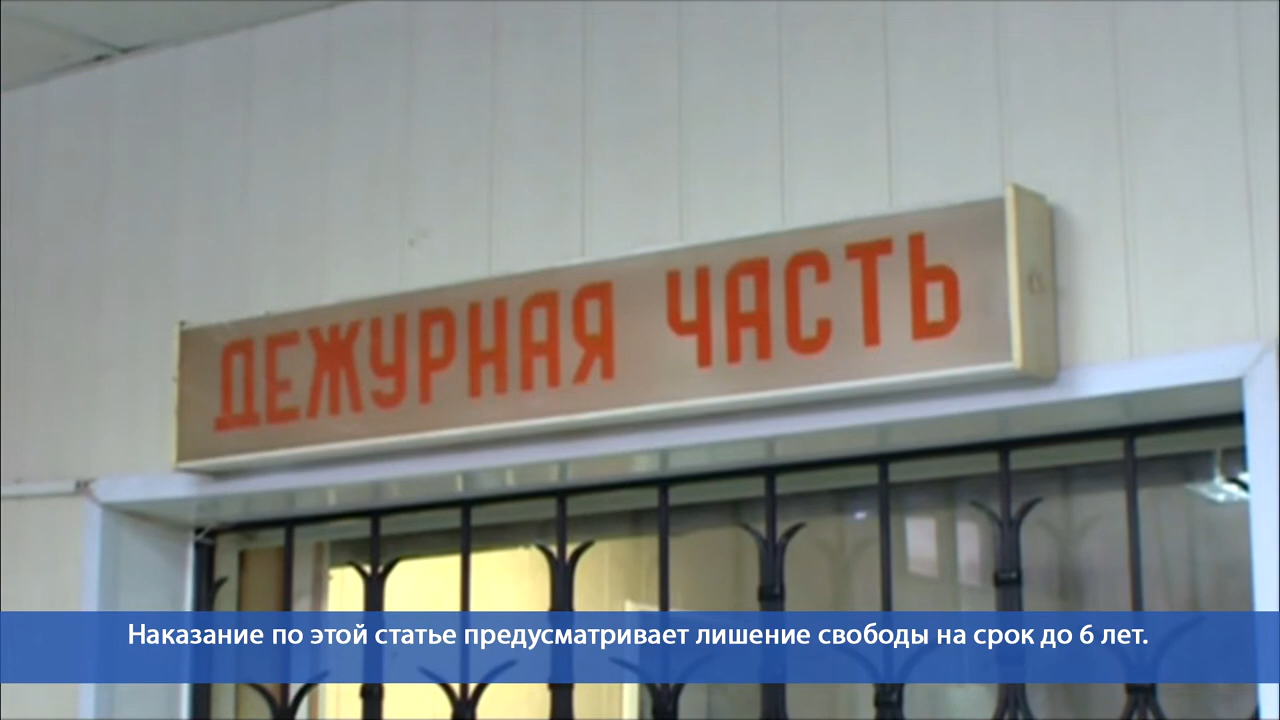 ДЕЖУРНАЯ ЧАСТЬ
Наказание по этой статье предусматривает лишение свободы на срок до 6 лет.